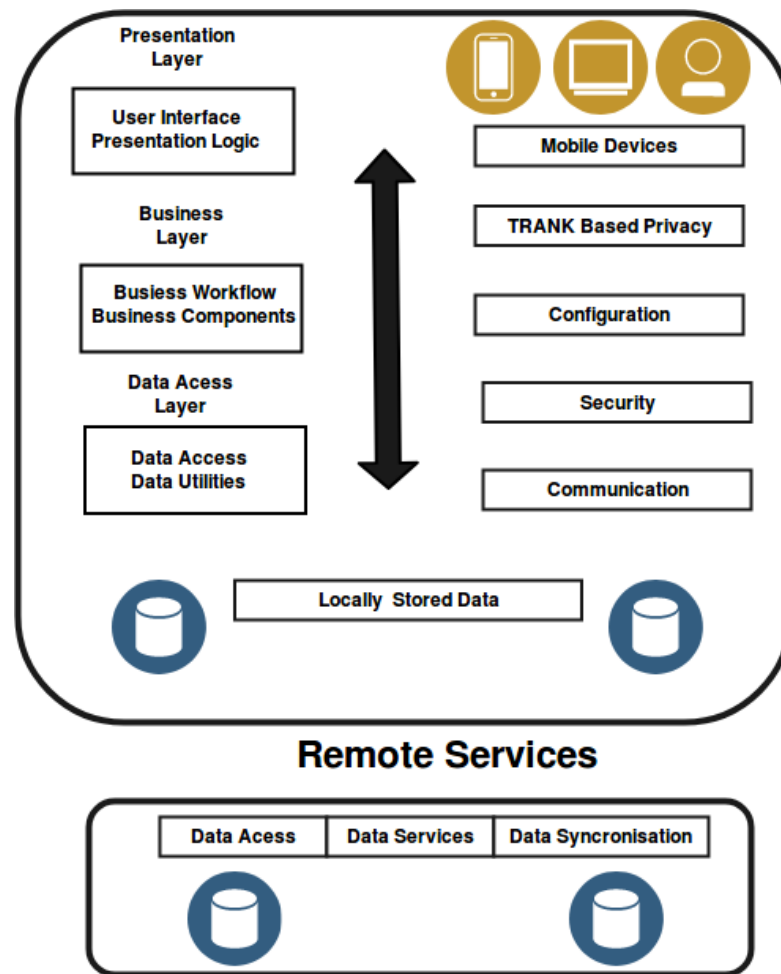 Presentation
Layer
User Interface
Presentation Logic
Business
Layer
Busiess Workflow
Business Components
Data Acess
Layer
Data Access
Data Utilities
Mobile Devices
TRANK Based Privacy
Configuration
Security
Communication
Locally Stored Data
Remote Services
Data Acess
Data Services
Data Syncronisation